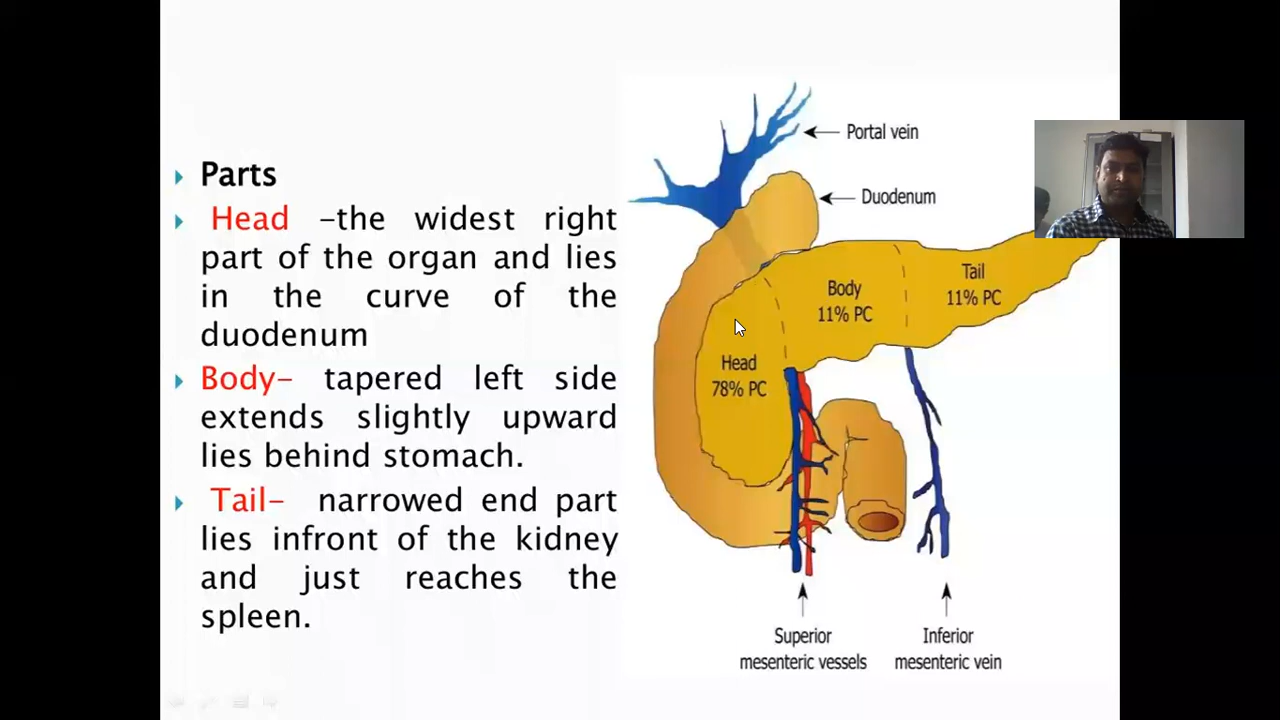 Parts
Head -the widest right
part of the organ and lies
in the curve of the
duodenum
Body- tapered left side
extends slightly upward
lies behind stomach.
Tail- narrowed end part
lies infront of the kidney
and just reaches the
spleen.
Portal vein
Duodenum
Tail
11% PC
Body
11% PC
Head
78% PC
Superior
mesenteric vessels
Inferior
mesenteric vein